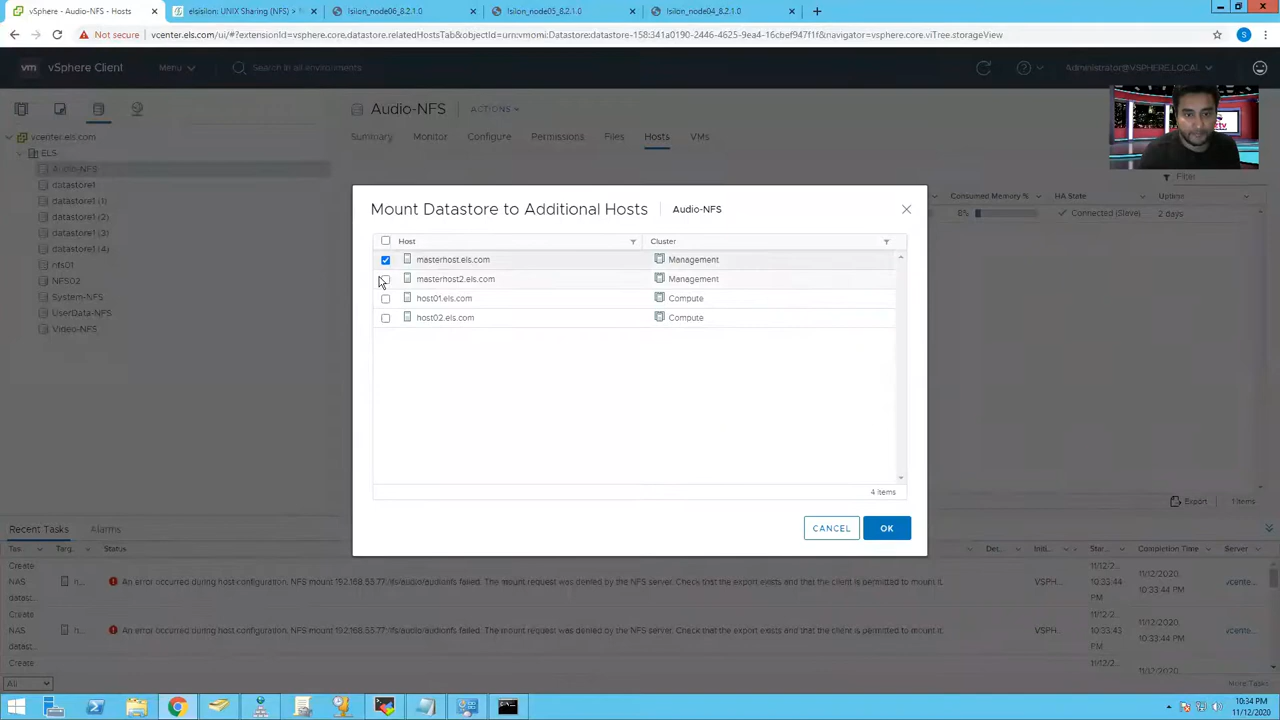 vSphere - Audio-NFS - Hosts
elsisilon: UNIX Sharing (NFS) >
Isilon_node06_8.2.1.0
Isilon_node05_8.2.1.0
Isilon_node04_8.2.1.0
Not secure
vcenter.els.com/ui/#?extensionId=vsphere.core.datastore.relatedHostsTab&objectId=urn:vmomi:Datastore:datastore-158:341a0190-2446-4625-9ea4-16cbef947f1f&navigator=vsphere.core.viTree.storageView
S
vm vSphere Client
Menu
Search in all environments
Administrator@VSPHERE.LOCAL
Audio-NFS
ACTIONS
Summary
Monitor
Configure
Permissions
Files
Hosts
VMs
vcenter.els.com
ELS
Audio-NFS
datastore1
datastore1 (1)
datastore1 (2)
datastore1 (3)
datastore1 (4)
nfs01
NFS02
System-NFS
UserData-NFS
Video-NFS
Filter
Consumed Memory %
HA State
Uptime
8%
Connected (Slave)
2 days
Mount Datastore to Additional Hosts
Audio-NFS
Host
Cluster
masterhost.els.com
Management
masterhost2.els.com
Management
host01.els.com
Compute
host02.els.com
Compute
4 items
CANCEL
OK
Export
1 items
Recent Tasks
Alarms
Tas..
Targ..
Status
Det...
Initi..
Star...
Completion Time
Server
Create
NAS
datast...
n...
An error occurred during host configuration. NFS mount 192.168.53.77:/ifs/audio/audionfs failed: The mount request was denied by the NFS server. Check that the export exists and that the client is permitted to mount it.
VSPH...
11/12/2
020,
10:33:44
PM
11/12/2020,
10:33:44 PM
vcente...
Create
NAS
datast...
n...
An error occurred during host configuration. NFS mount 192.168.53.77:/ifs/audio/audionfs failed: The mount request was denied by the NFS server. Check that the export exists and that the client is permitted to mount it.
VSPH...
11/12/2
020,
10:33:43
PM
11/12/2020,
10:33:44 PM
vcente...
Create
11/12/2
All
More Tasks
10:34 PM
11/12/2020